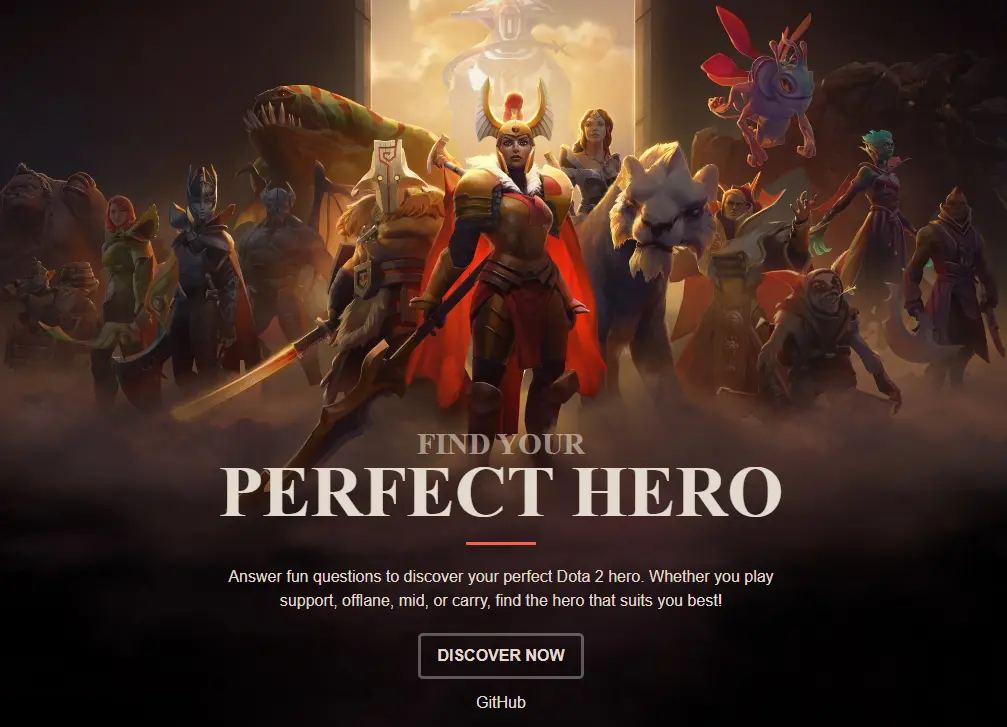 FIND YOUR
PERFECT HERO
Answer fun questions to discover your perfect Dota 2 hero. Whether you play
support, offlane, mid, or carry, find the hero that suits you best!
DISCOVER NOW
GitHub